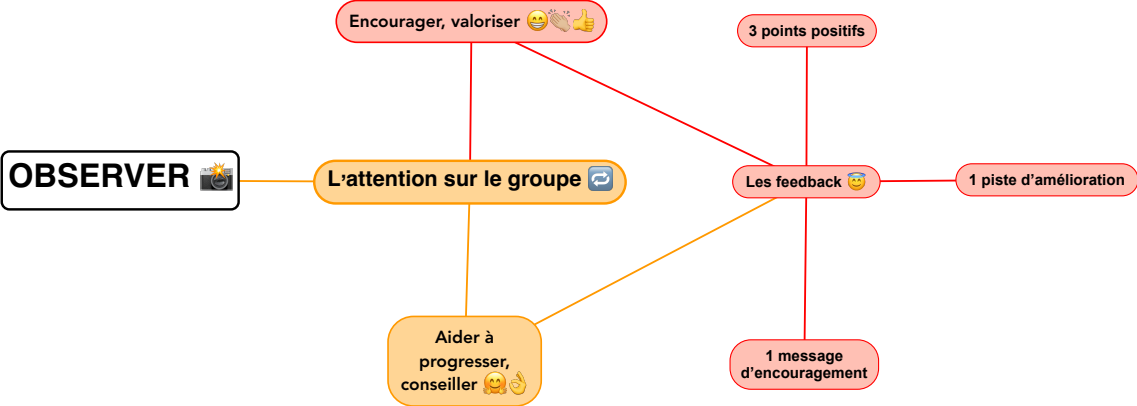 Encourager, valoriser 😁👏🏼👍
3 points positifs
OBSERVER 📸
L'attention sur le groupe 🔁
Les feedback 😇
1 piste d’amélioration
Aider à
progresser,
conseiller 🤗👌
1 message
d’encouragement